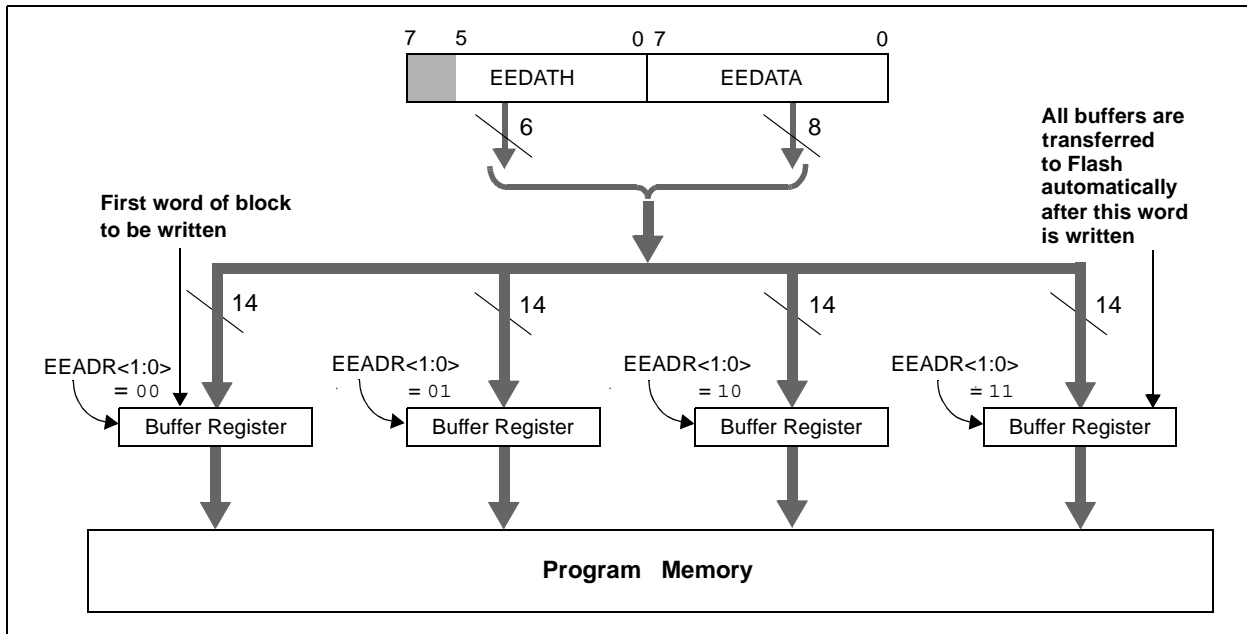 7 5 0 7 0
EEDATH EEDATA
6 8
First word of block
to be written
All buffers are
transferred
to Flash
automatically
after this word
is written
14 14 14 14
EEADR<1:0>
= 00
EEADR<1:0>
= 01
EEADR<1:0>
= 10
EEADR<1:0>
= 11
Buffer Register Buffer Register Buffer Register Buffer Register
Program Memory